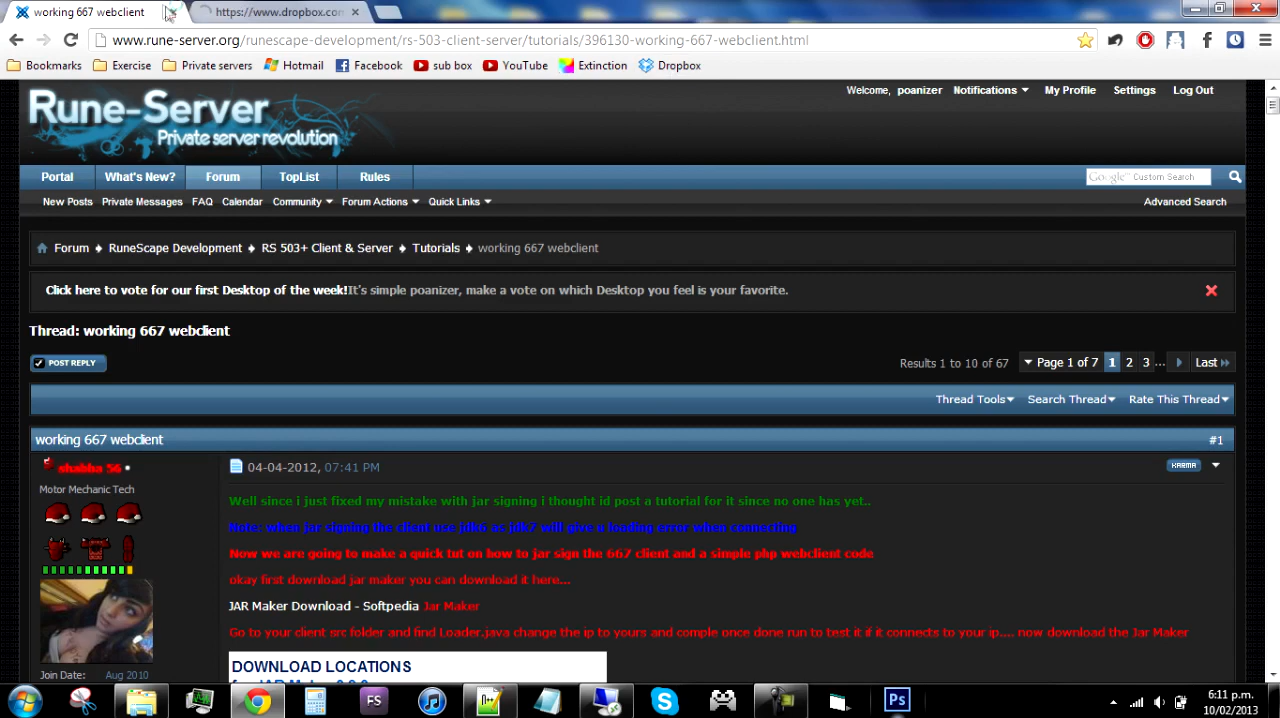 working 667 webclient
https://www.dropbox.com
www.rune-server.org/runescape-development/rs-503-client-server/tutorials/396130-working-667-webclient.html
Bookmarks Exercise Private servers Hotmail Facebook sub box YouTube Extinction Dropbox
Rune-Server
Private server revolution
Welcome, poanizer Notifications My Profile Settings Log Out
Portal What's New? Forum TopList Rules
Google™ Custom Search
New Posts Private Messages FAQ Calendar Community Forum Actions Quick Links
Advanced Search
Forum RuneScape Development RS 503+ Client & Server Tutorials working 667 webclient
Click here to vote for our first Desktop of the week!It's simple poanizer, make a vote on which Desktop you feel is your favorite.
Thread: working 667 webclient
POST REPLY
Results 1 to 10 of 67 Page 1 of 7 1 2 3 ... Last
Thread Tools Search Thread Rate This Thread
working 667 webclient #1
shabba 56
04-04-2012, 07:41 PM
KARMA
Motor Mechanic Tech
Well since i just fixed my mistake with jar signing i thought id post a tutorial for it since no one has yet..
Note: when jar signing the client use jdk6 as jdk7 will give u loading error when connecting
Now we are going to make a quick tut on how to jar sign the 667 client and a simple php webclient code
okay first download jar maker you can download it here...
JAR Maker Download - Softpedia Jar Maker
Go to your client src folder and find Loader.java change the ip to yours and comple once done run to test it if it connects to your ip.... now download the Jar Maker
DOWNLOAD LOCATIONS
Join Date: Aug 2010
FS
Ps
6:11 p.m.
10/02/2013